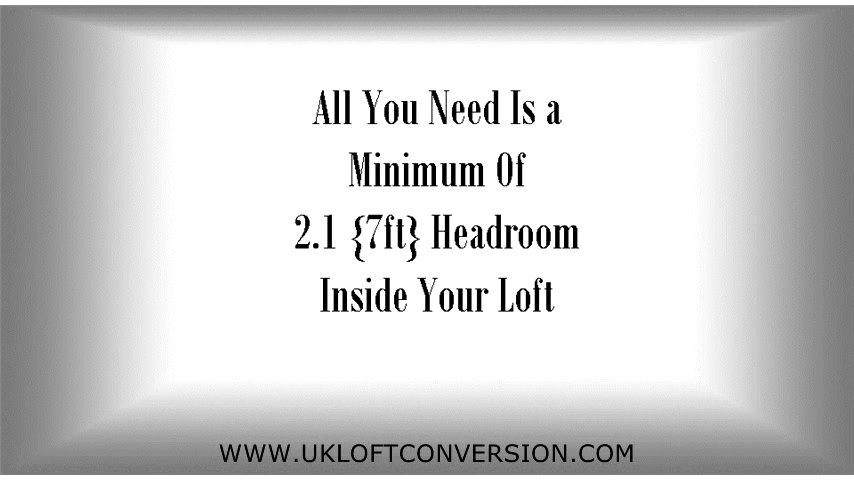 All You Need Is a
Minimum Of
2.1 {7ft} Headroom
Inside Your Loft
WWW.UKLOFTCONVERSION.COM